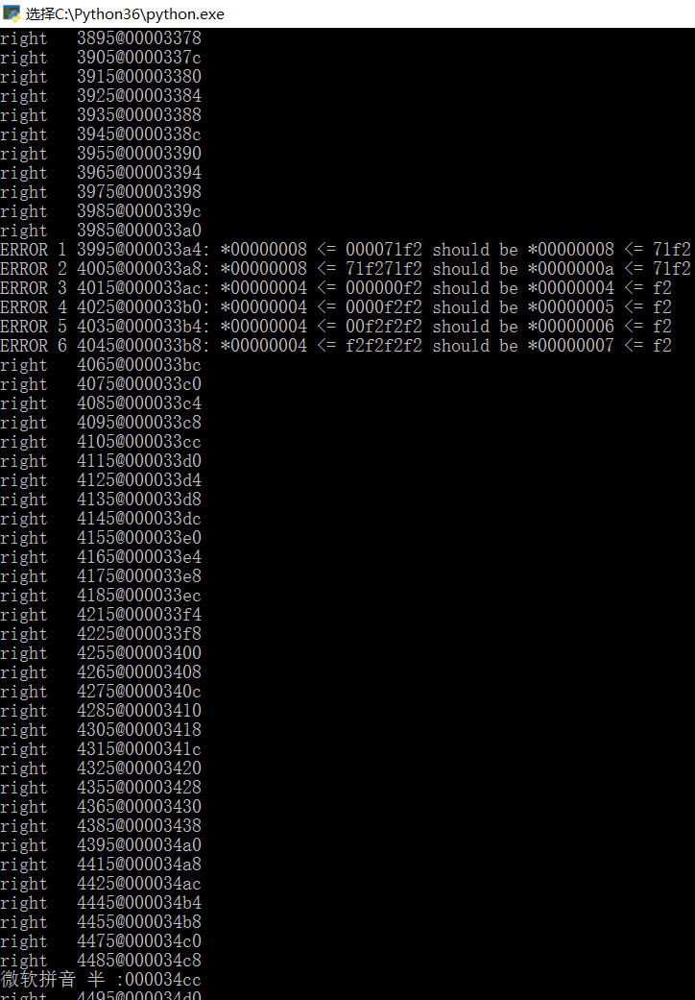 选择C:\Python36\python.exe
right 3895@00003378
right 3905@0000337c
right 3915@00003380
right 3925@00003384
right 3935@00003388
right 3945@0000338c
right 3955@00003390
right 3965@00003394
right 3975@00003398
right 3985@0000339c
right 3985@000033a0
ERROR 1 3995@000033a4: *00000008 <= 000071f2 should be *00000008 <= 71f2
ERROR 2 4005@000033a8: *00000008 <= 71f271f2 should be *0000000a <= 71f2
ERROR 3 4015@000033ac: *00000004 <= 000000f2 should be *00000004 <= f2
ERROR 4 4025@000033b0: *00000004 <= 0000f2f2 should be *00000005 <= f2
ERROR 5 4035@000033b4: *00000004 <= 00f2f2f2 should be *00000006 <= f2
ERROR 6 4045@000033b8: *00000004 <= f2f2f2f2 should be *00000007 <= f2
right 4065@000033bc
right 4075@000033c0
right 4085@000033c4
right 4095@000033c8
right 4105@000033cc
right 4115@000033d0
right 4125@000033d4
right 4135@000033d8
right 4145@000033dc
right 4155@000033e0
right 4165@000033e4
right 4175@000033e8
right 4185@000033ec
right 4215@000033f4
right 4225@000033f8
right 4255@00003400
right 4265@00003408
right 4275@0000340c
right 4285@00003410
right 4305@00003418
right 4315@0000341c
right 4325@00003420
right 4355@00003428
right 4365@00003430
right 4385@00003438
right 4395@000034a0
right 4415@000034a8
right 4425@000034ac
right 4445@000034b4
right 4455@000034b8
right 4475@000034c0
right 4485@000034c8
微软拼音 半 :000034cc
right 4495@000034d0